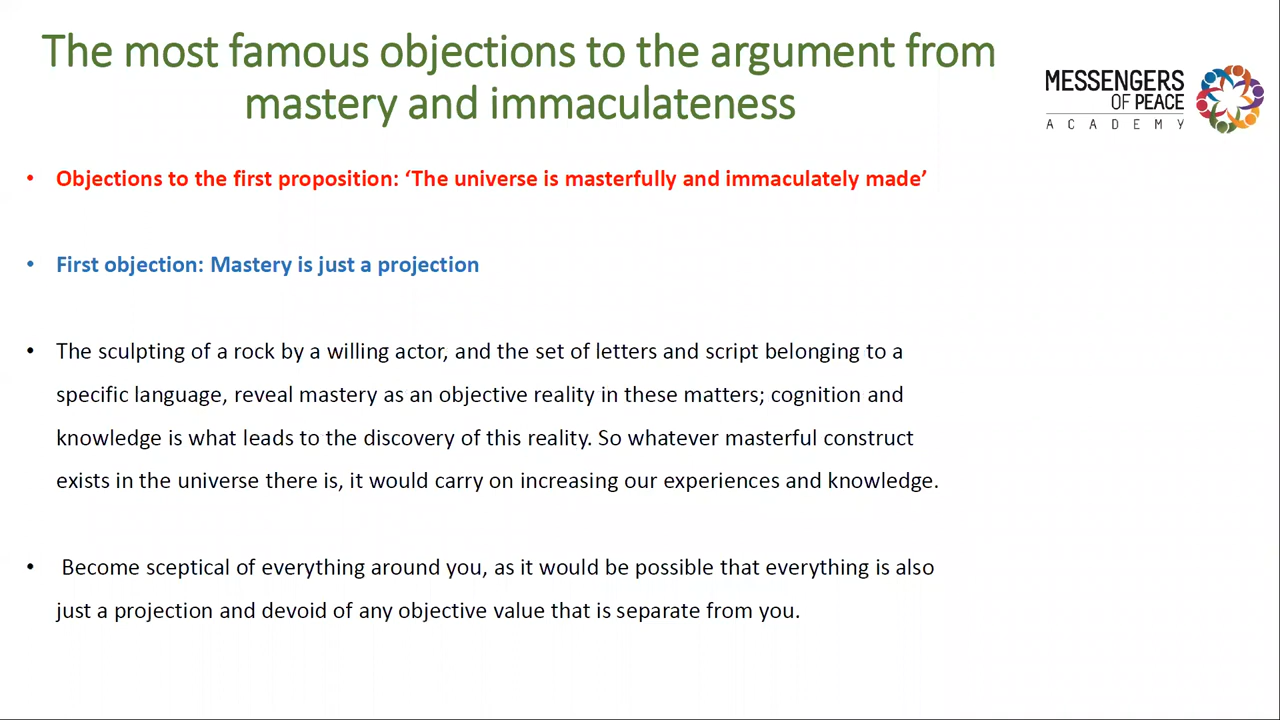 The most famous objections to the argument from
mastery and immaculateness
MESSENGERS
OF PEACE
ACADEMY
• Objections to the first proposition: ‘The universe is masterfully and immaculately made’
• First objection: Mastery is just a projection
• The sculpting of a rock by a willing actor, and the set of letters and script belonging to a
specific language, reveal mastery as an objective reality in these matters; cognition and
knowledge is what leads to the discovery of this reality. So whatever masterful construct
exists in the universe there is, it would carry on increasing our experiences and knowledge.
• Become sceptical of everything around you, as it would be possible that everything is also
just a projection and devoid of any objective value that is separate from you.